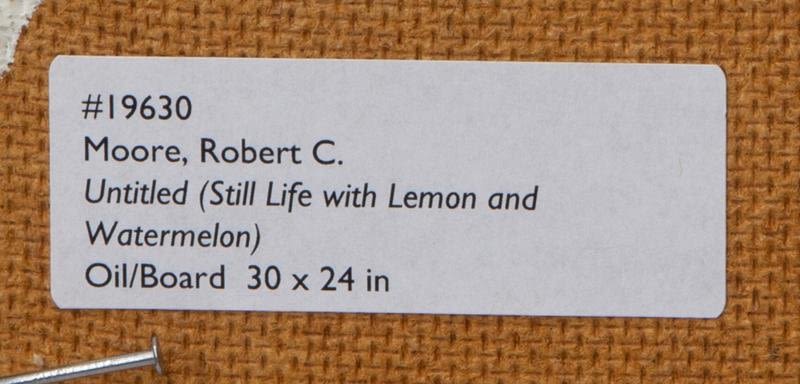 #19630
Moore, Robert C.
Untitled (Still Life with Lemon and
Watermelon)
Oil/Board 30 x 24 in